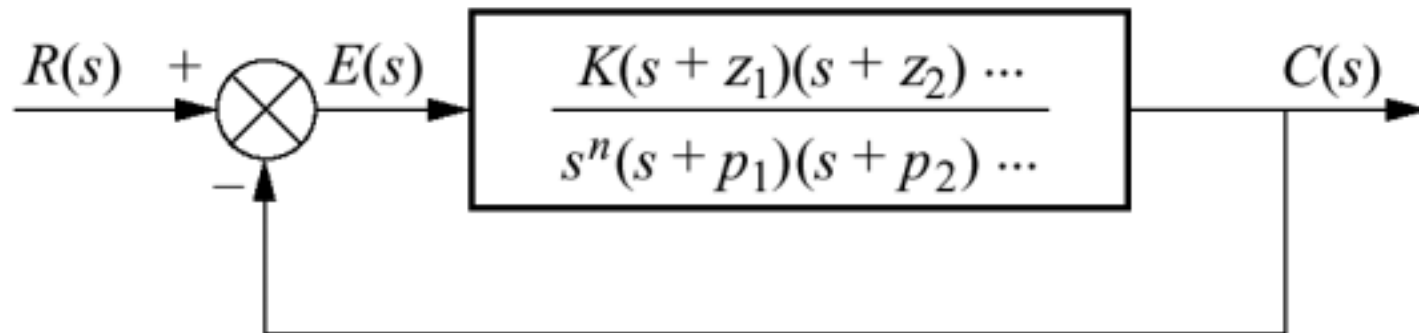 R(s) + E(s) K(s + z₁)(s + z₂) ··· C(s)
− sⁿ(s + p₁)(s + p₂) ···